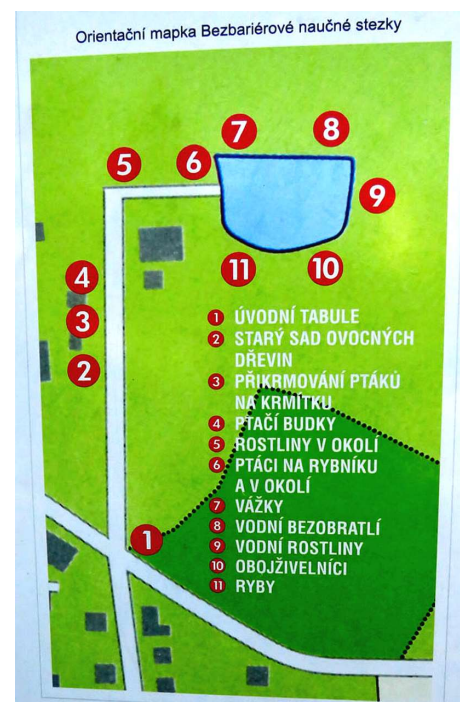 Orientační mapka Bezbariérové naučné stezky
7
8
5
6
9
4
11
10
3
2
1
1 ÚVODNÍ TABULE
2 STARÝ SAD OVOCNÝCH
DŘEVIN
3 PŘIKRMOVÁNÍ PTÁKŮ
NA KRMÍTKU
4 PTAČÍ BUDKY
5 ROSTLINY V OKOLÍ
6 PTÁCI NA RYBNÍKU
A V OKOLÍ
7 VÁŽKY
8 VODNÍ BEZOBRATLÍ
9 VODNÍ ROSTLINY
10 OBOJŽIVELNÍCI
11 RYBY